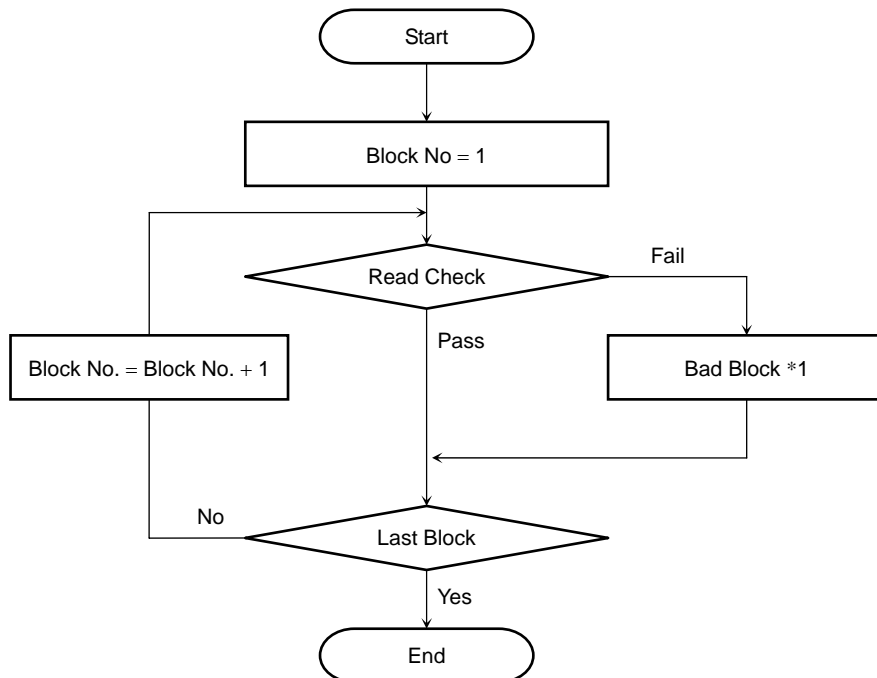 Start
Block No = 1
Read Check
Fail
Pass
Block No. = Block No. + 1
Bad Block *1
No
Last Block
Yes
End